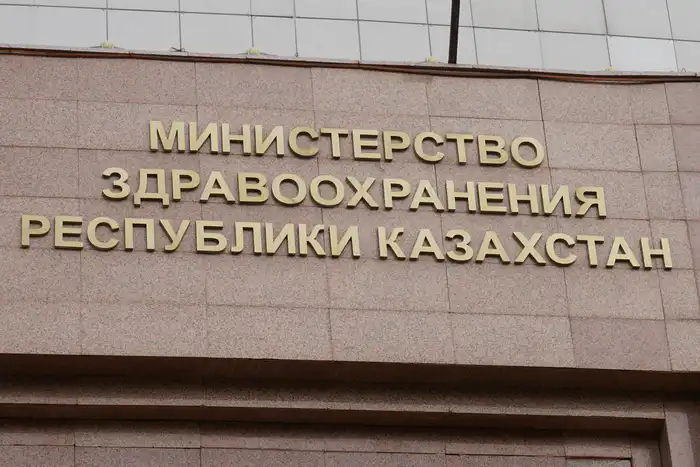 МИНИСТЕРСТВО
ЗДРАВООХРАНЕНИЯ
РЕСПУБЛИКИ КАЗАХСТАН